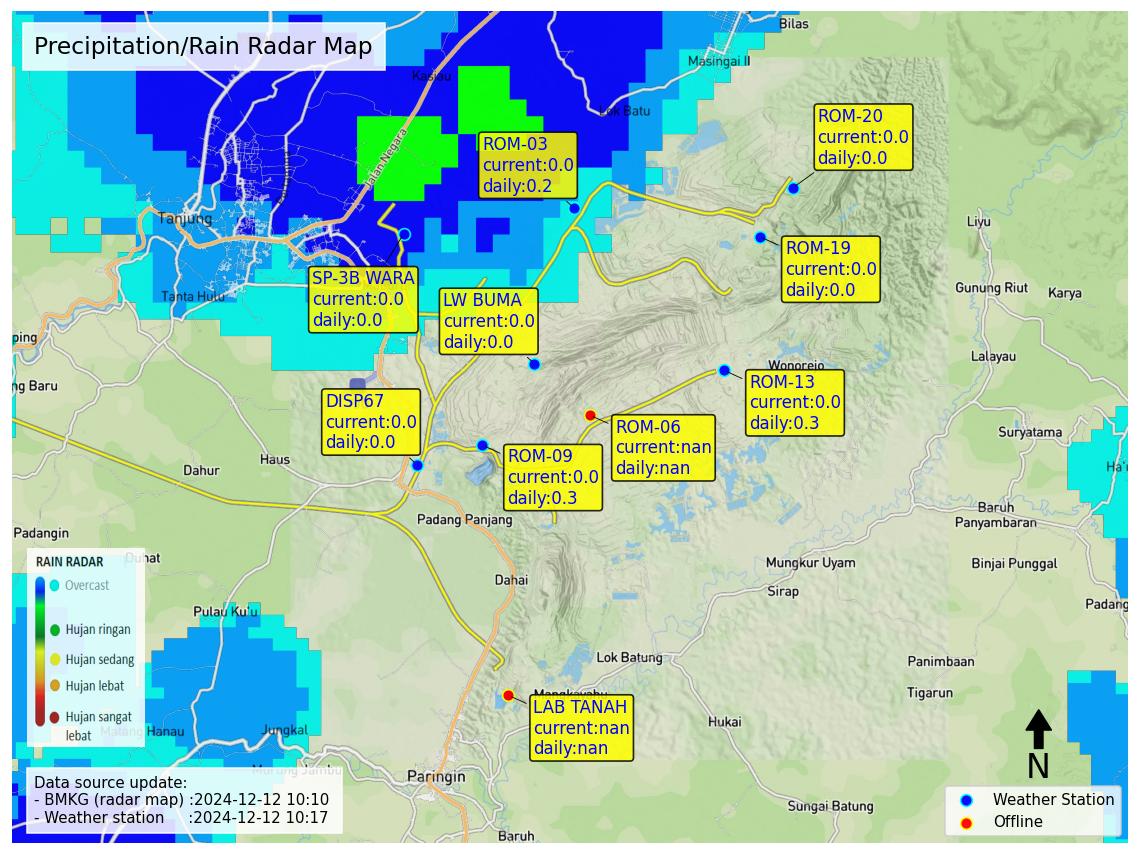 Precipitation/Rain Radar Map
Bilas
Masingai II
Kasiau
Lok Batu
Jalan Negara
ROM-03
current:0.0
daily:0.2
ROM-20
current:0.0
daily:0.0
Tanjung
Liyu
ROM-19
current:0.0
daily:0.0
SP-3B WARA
current:0.0
daily:0.0
LW BUMA
current:0.0
daily:0.0
Tanta Hulu
Gunung Riut
Karya
ping
Lalayau
Wonorejo
ng Baru
ROM-13
current:0.0
daily:0.3
DISP67
current:0.0
daily:0.0
ROM-06
current:nan
daily:nan
Suryatama
ROM-09
current:0.0
daily:0.3
Haus
Dahur
Baruh
Panyambaran
Padang Panjang
Padangin
Duhat
Mungkur Uyam
Binjai Punggal
Dahai
Sirap
Padang
Pulau Ku'u
RAIN RADAR
Overcast
Hujan ringan
Hujan sedang
Hujan lebat
Hujan sangat
lebat
Lok Batung
Panimbaan
Tigarun
Mangkayahu
LAB TANAH
current:nan
daily:nan
Hukai
Matang Hanau
Jungkal
Murung Jambu
Paringin
N
Data source update:
- BMKG (radar map) :2024-12-12 10:10
- Weather station :2024-12-12 10:17
Weather Station
Offline
Sungai Batung
Baruh